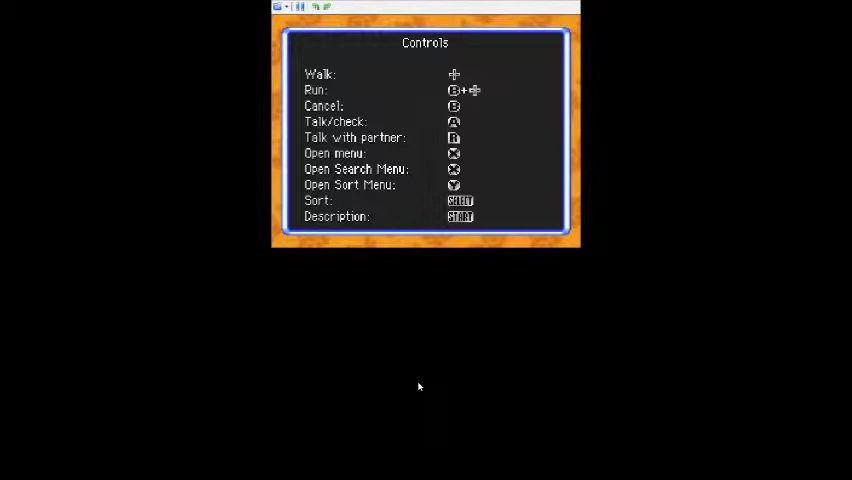 Controls
Walk:
Run: B+
Cancel: B
Talk/check: A
Talk with partner: R
Open menu: X
Open Search Menu: X
Open Sort Menu: Y
Sort: SELECT
Description: START